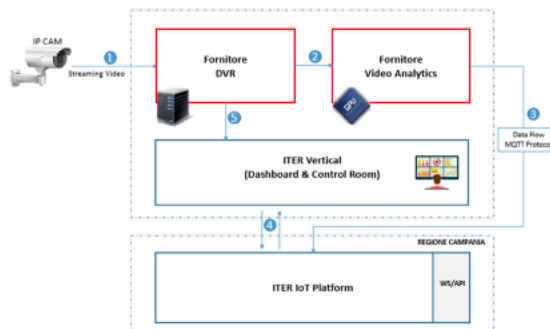 IP CAM
1
Streaming Video
Fornitore
DVR
2
Fornitore
Video Analytics
GPU
3
Data Flow
MQTT Protocol
5
ITER Vertical
(Dashboard & Control Room)
4
REGIONE CAMPANIA
ITER IoT Platform
WS/API